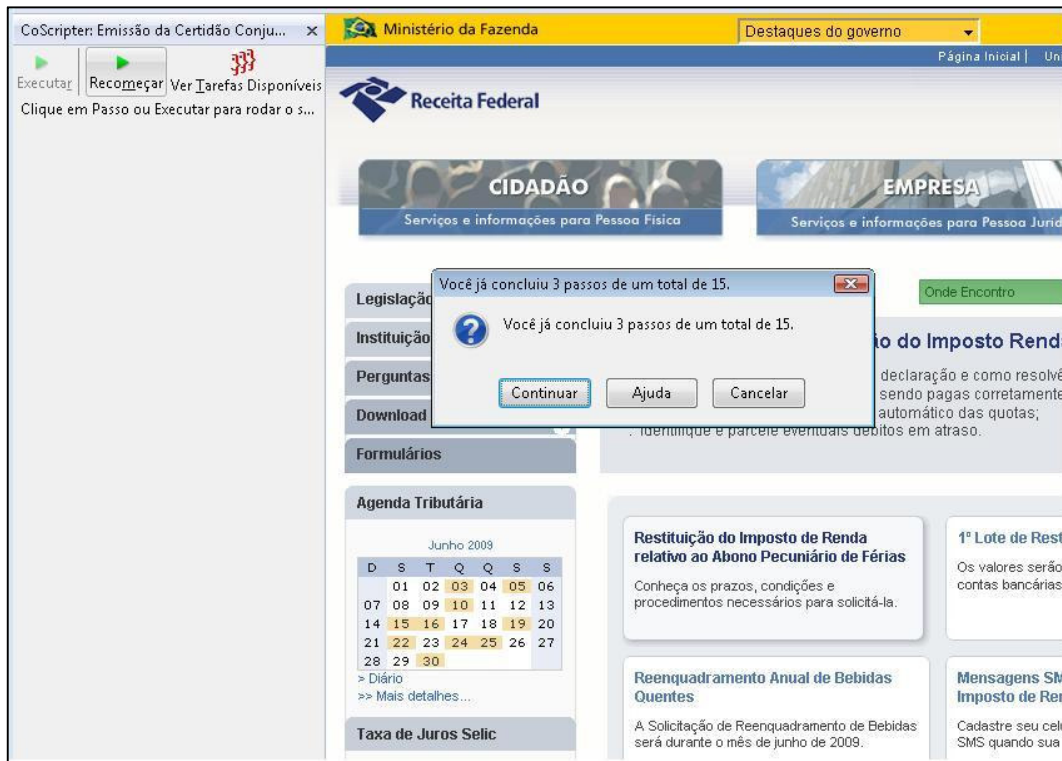 CoScripter: Emissão da Certidão Conju... x
Executar Recomeçar Ver Tarefas Disponíveis
Clique em Passo ou Executar para rodar o s...
Ministério da Fazenda
Destaques do governo
Página Inicial | Uni
Receita Federal
CIDADÃO
Serviços e informações para Pessoa Física
EMPRESA
Serviços e informações para Pessoa Juríd
Você já concluiu 3 passos de um total de 15.
Você já concluiu 3 passos de um total de 15.
Continuar Ajuda Cancelar
Legislação
Instituição
Perguntas
Download
Formulários
Onde Encontro
ão do Imposto Renda
declaração e como resolvê
sendo pagas corretamente
automático das quotas;
. Identifique e parcele eventuais débitos em atraso.
Agenda Tributária
Junho 2009
D S T Q Q S S
01 02 03 04 05 06
07 08 09 10 11 12 13
14 15 16 17 18 19 20
21 22 23 24 25 26 27
28 29 30
> Diário
>> Mais detalhes...
Taxa de Juros Selic
Restituição do Imposto de Renda
relativo ao Abono Pecuniário de Férias
Conheça os prazos, condições e
procedimentos necessários para solicitá-la.
1º Lote de Rest
Os valores serão
contas bancárias
Reenquadramento Anual de Bebidas
Quentes
A Solicitação de Reenquadramento de Bebidas
será durante o mês de junho de 2009.
Mensagens SM
Imposto de Ren
Cadastre seu celu
SMS quando sua